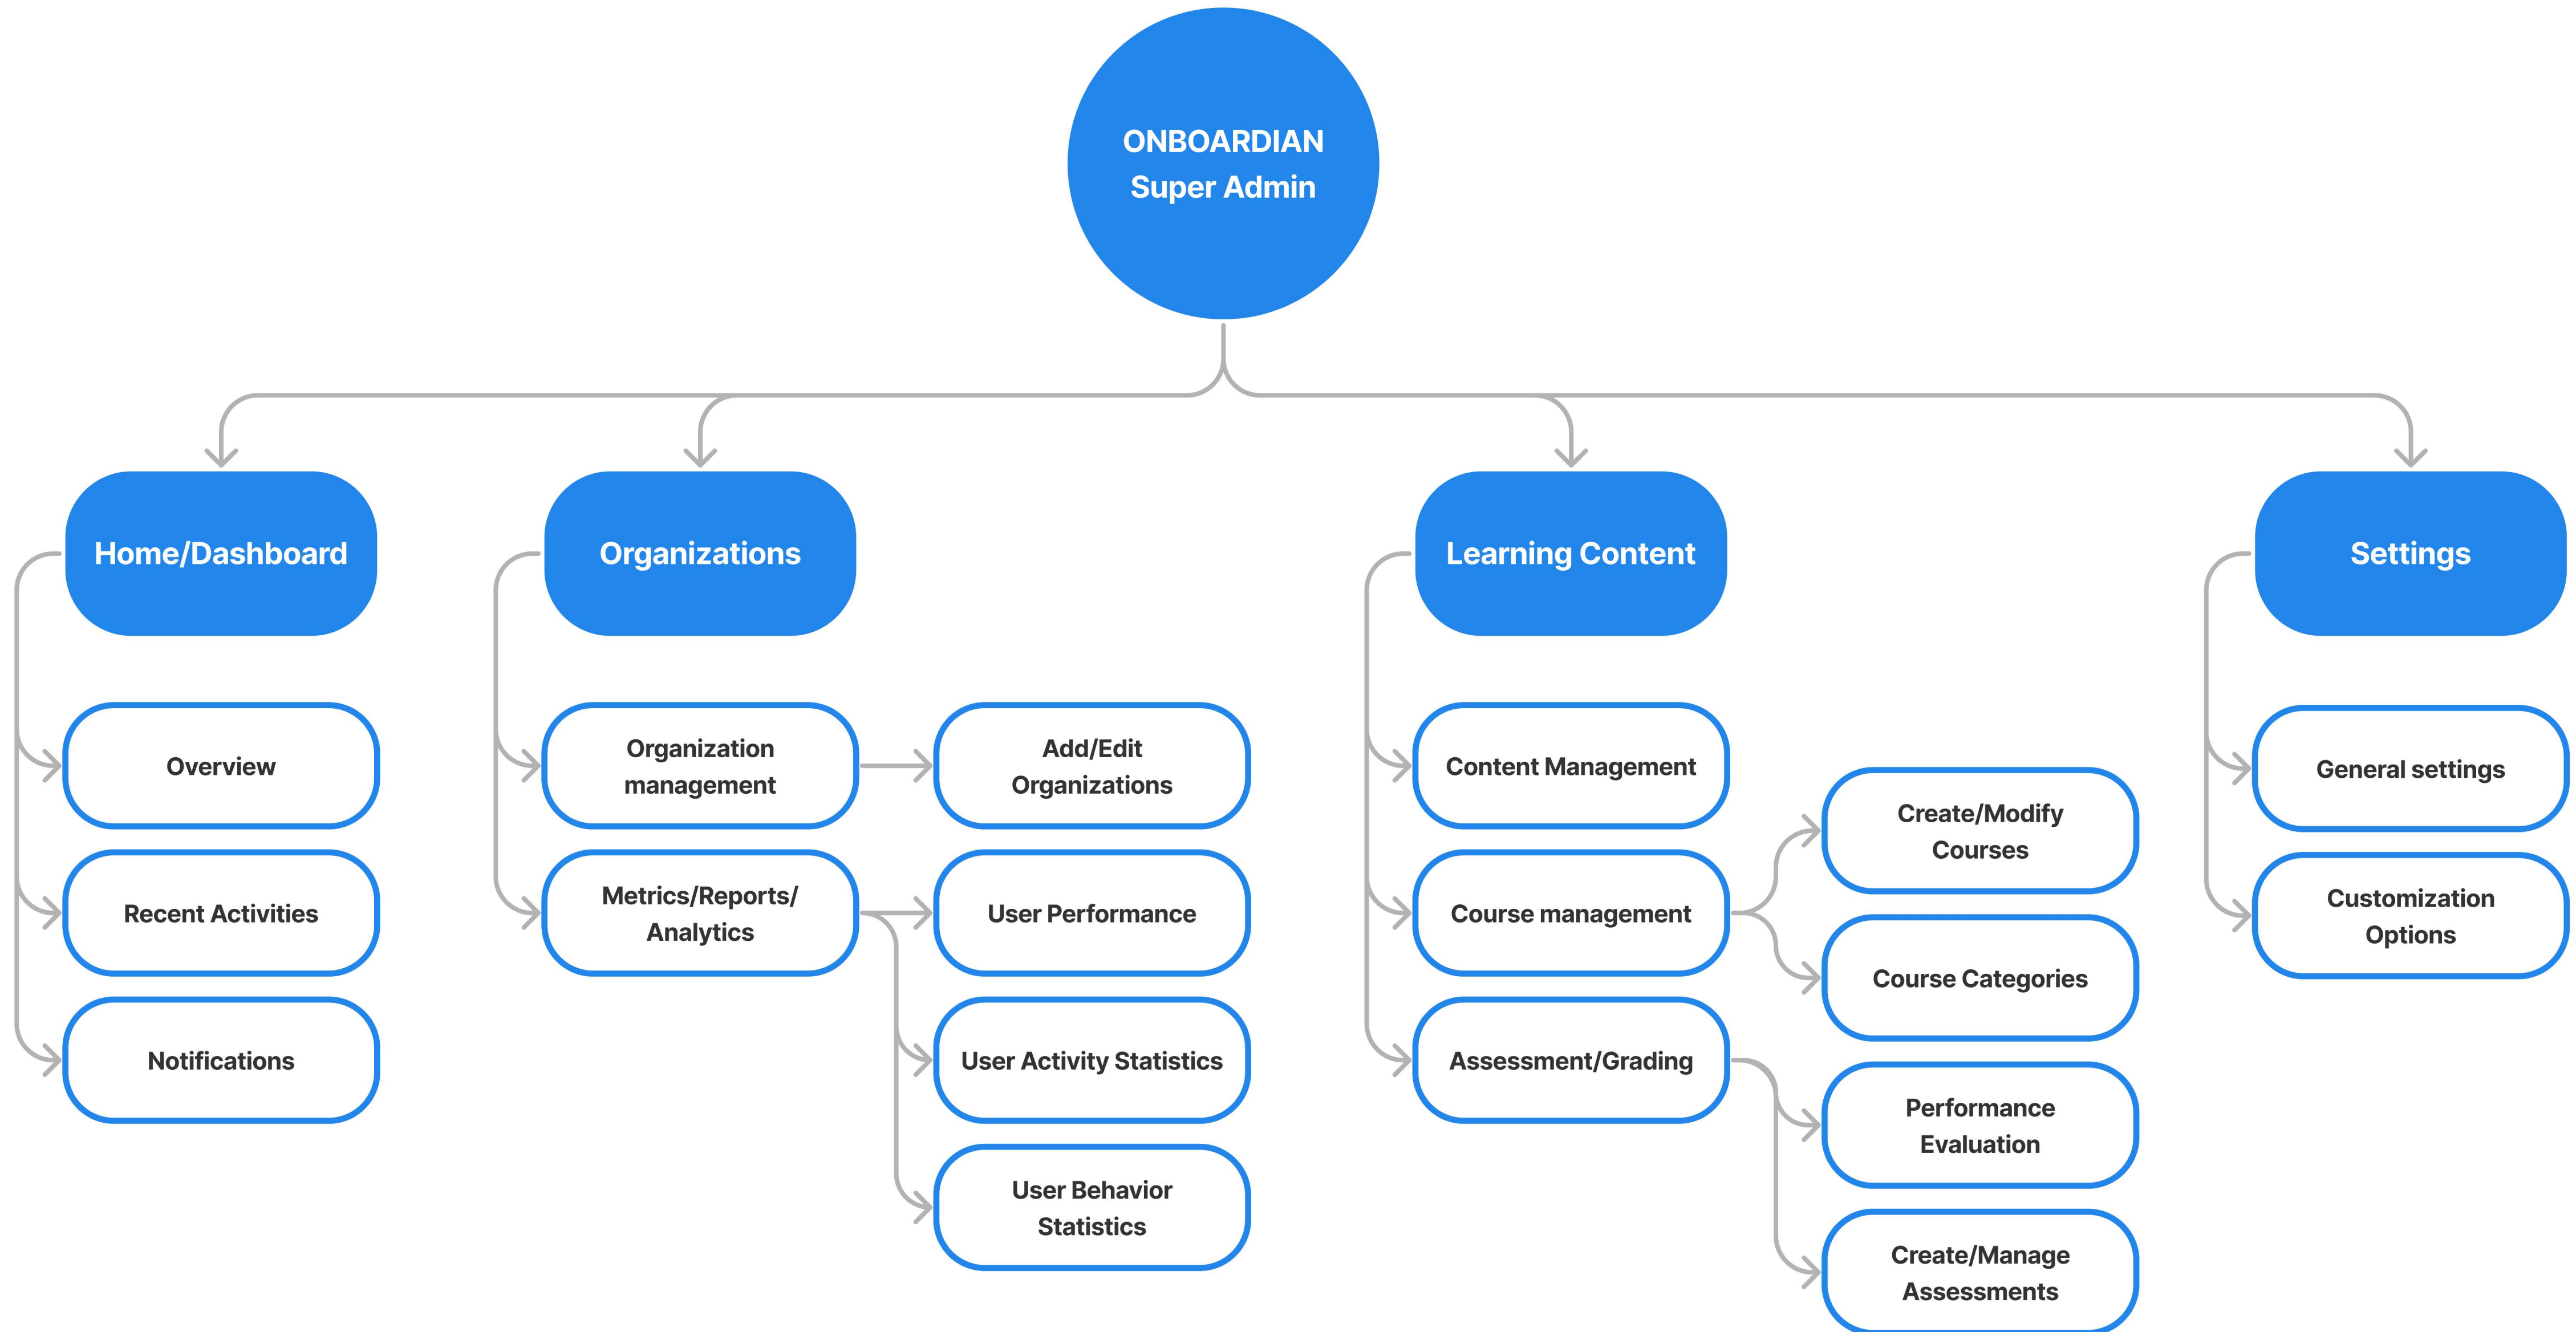 ONBOARDIAN
Super Admin
Home/Dashboard
Organizations
Learning Content
Settings
Overview
Recent Activities
Notifications
Organization
management
Metrics/Reports/
Analytics
Add/Edit
Organizations
User Performance
User Activity Statistics
User Behavior
Statistics
Content Management
Course management
Assessment/Grading
Create/Modify
Courses
Course Categories
Performance
Evaluation
Create/Manage
Assessments
General settings
Customization
Options